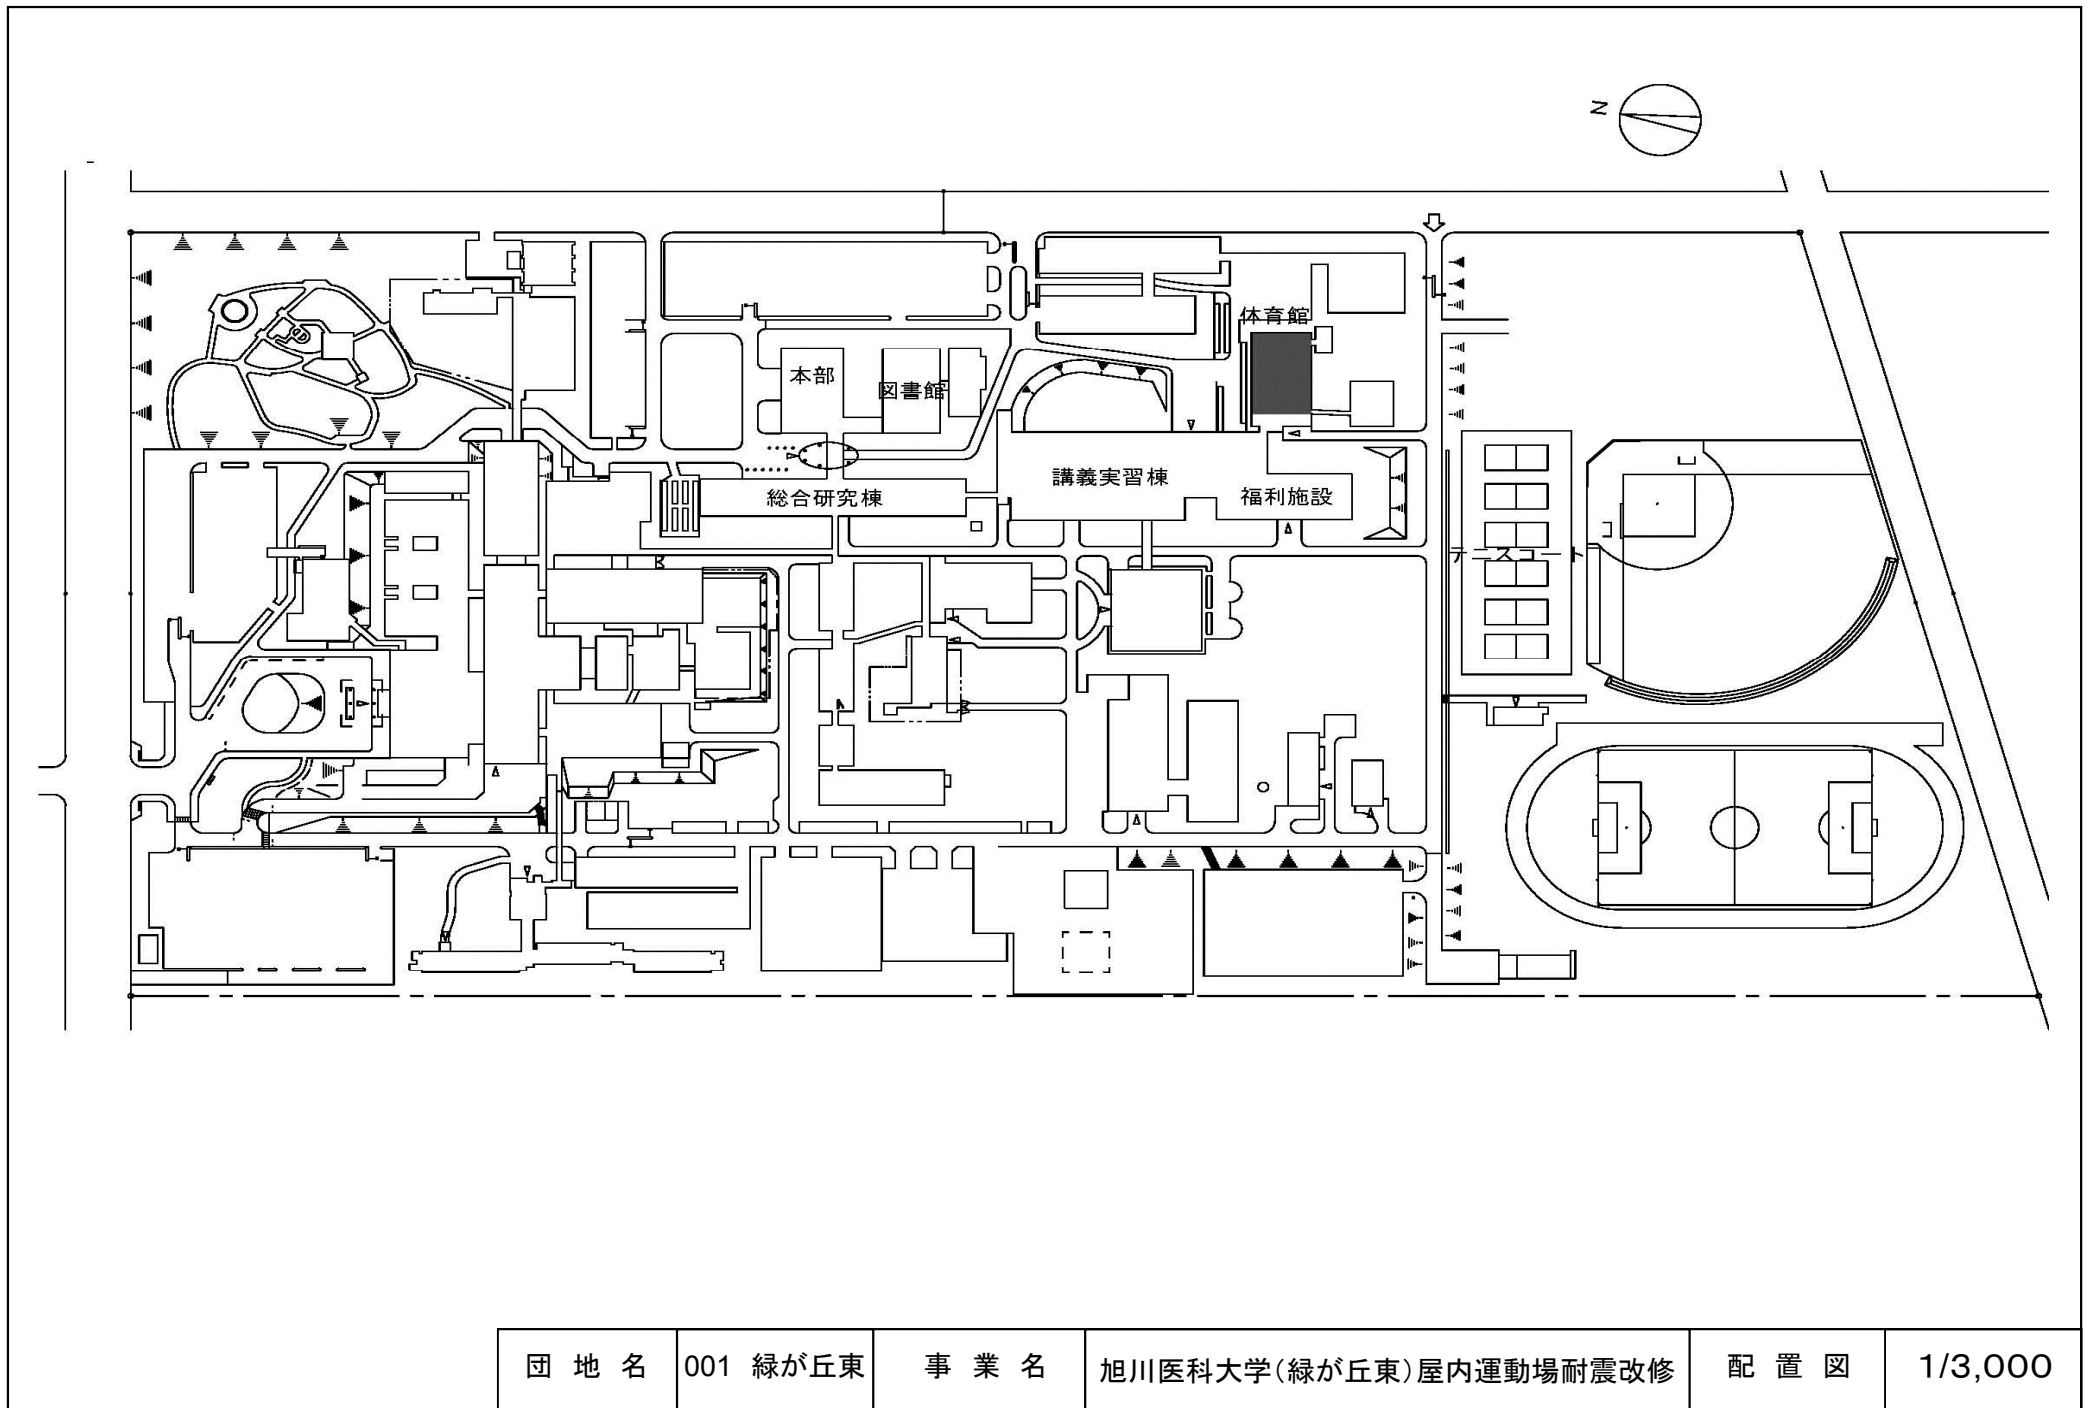 N
体育館
本部
図書館
講義実習棟
総合研究棟
福利施設
テニスコート
団地名 001 緑が丘東 事業名 旭川医科大学(緑が丘東)屋内運動場耐震改修 配置図 1/3,000